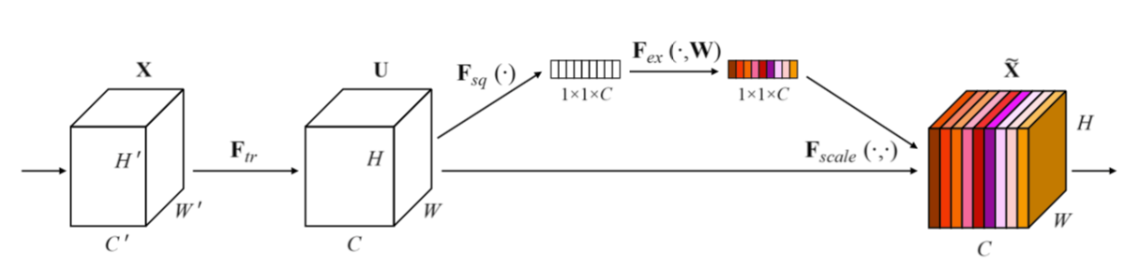 X
U
F_sq (·)
F_ex (·,W)
X̃
1×1×C
1×1×C
H′
F_tr
H
F_scale (·,·)
H
W′
W
W
C′
C
C